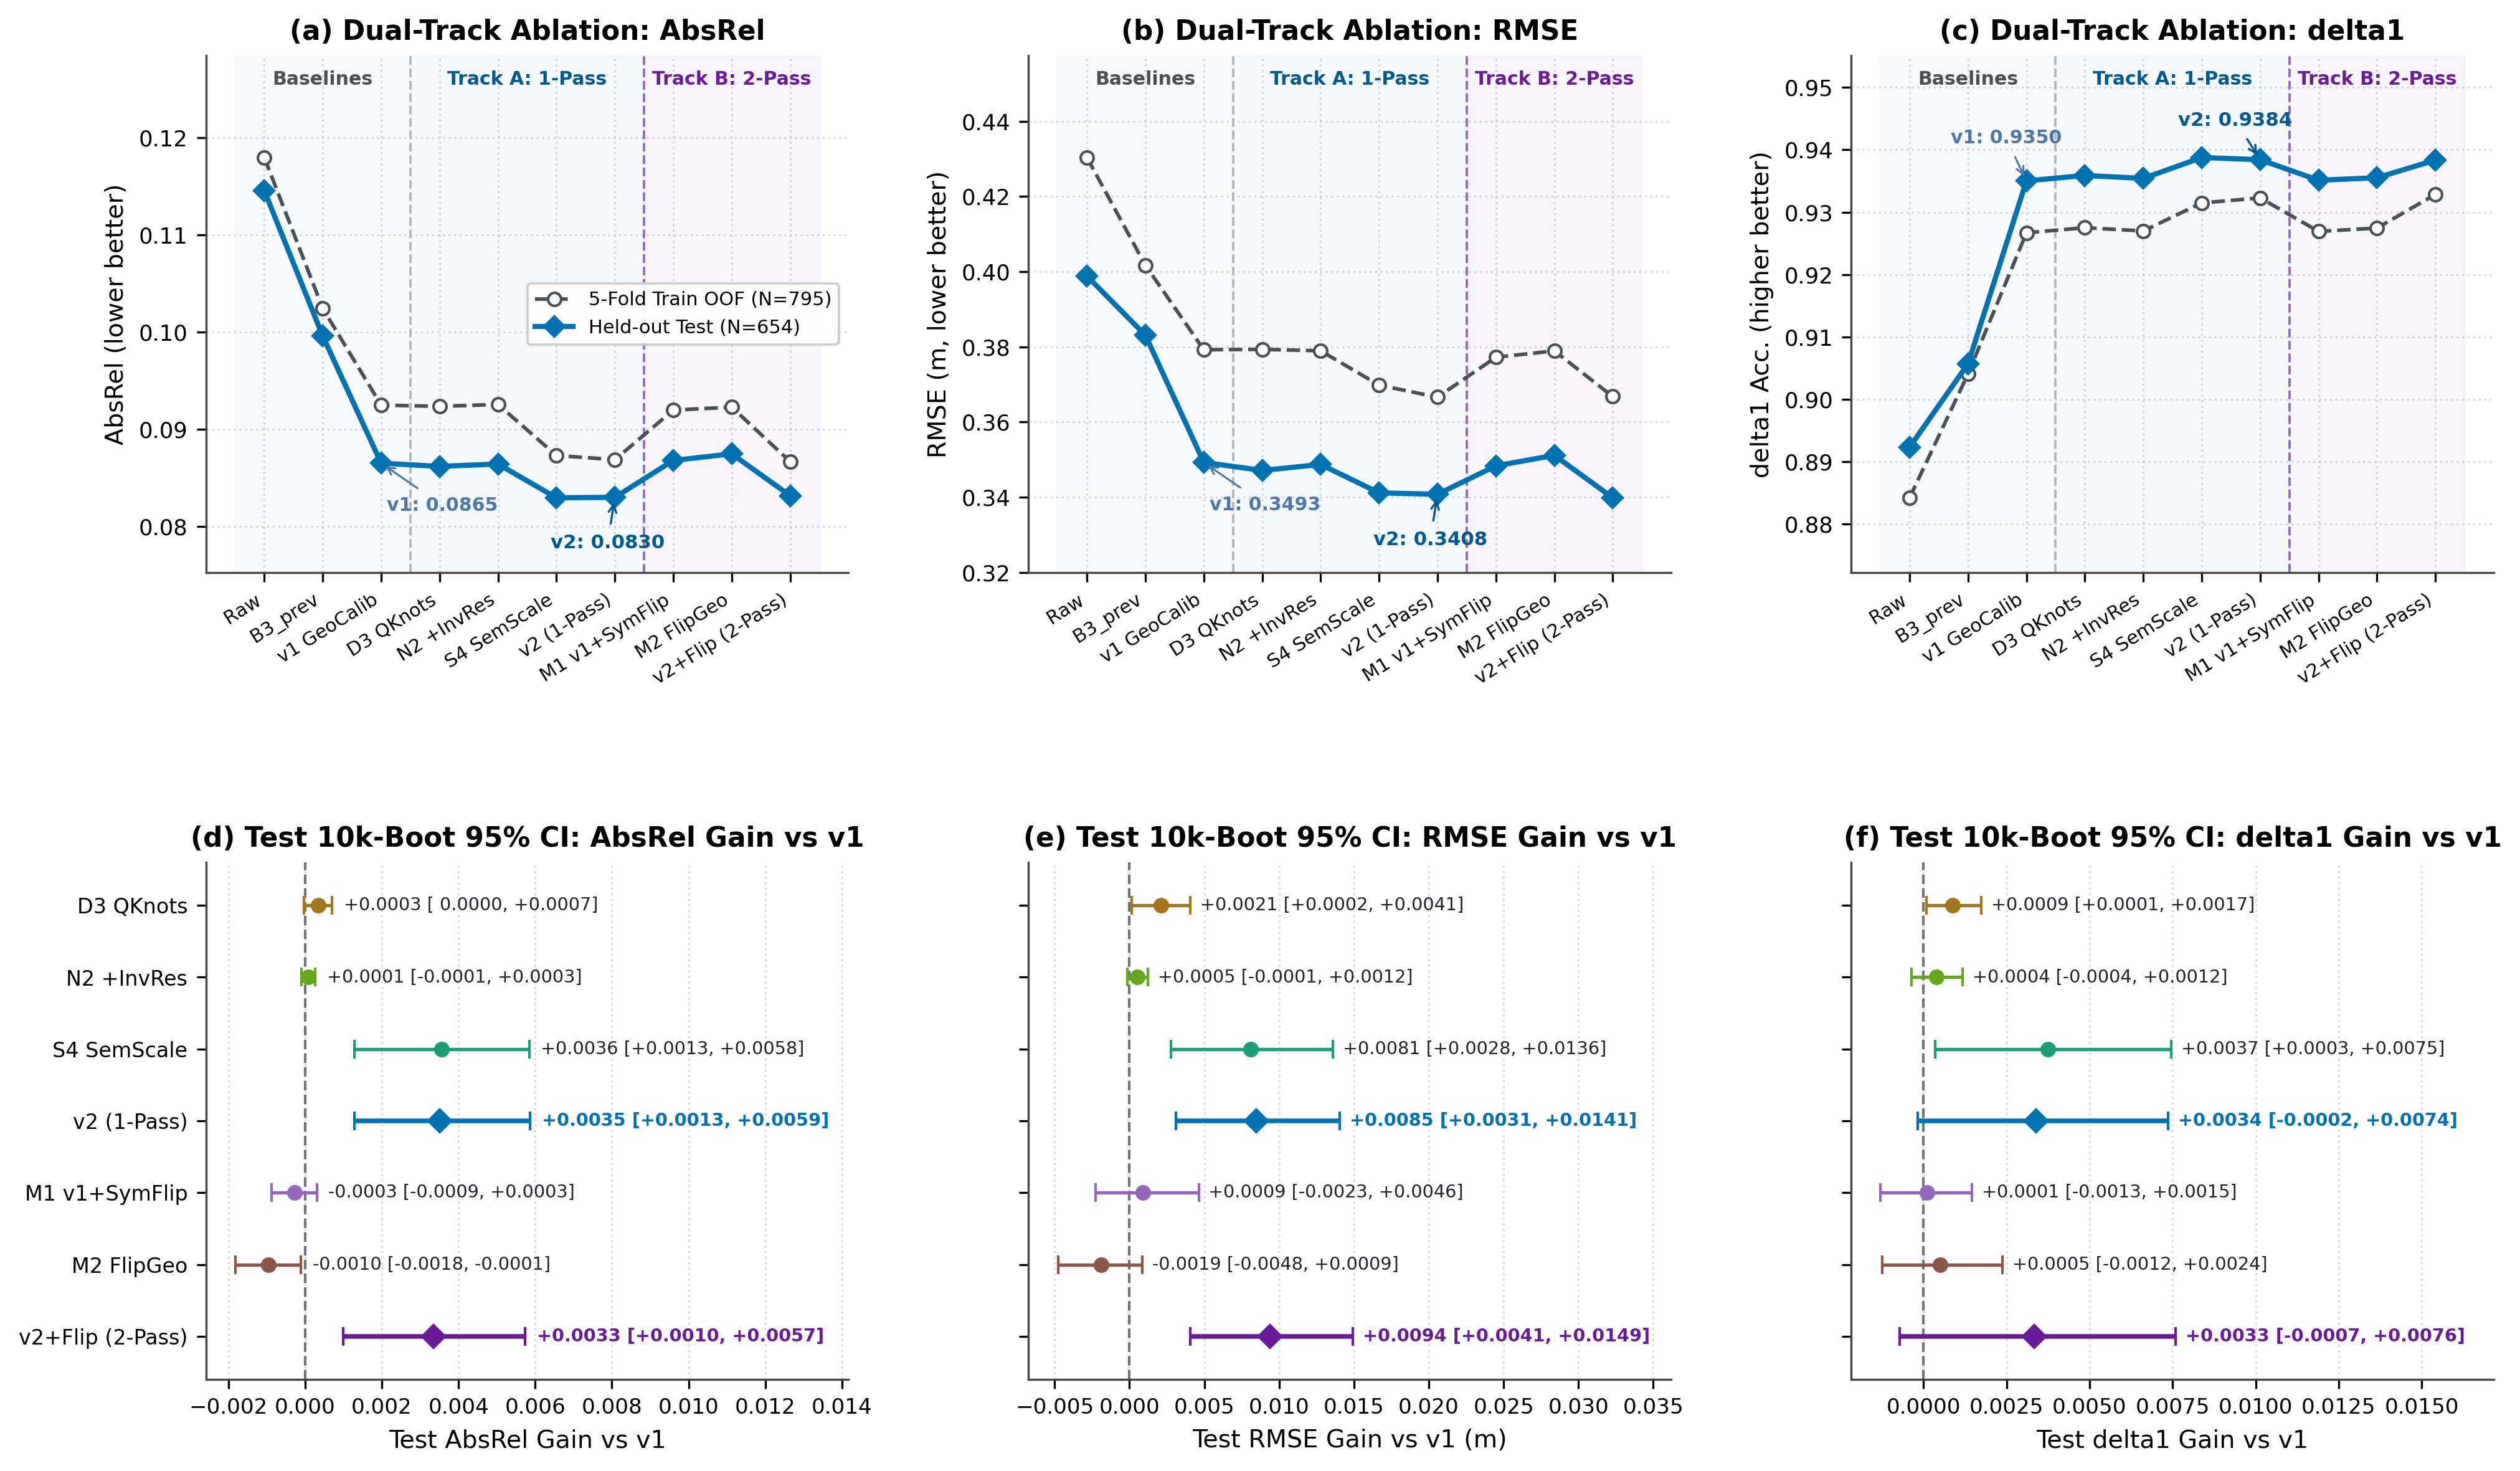 (a) Dual-Track Ablation: AbsRel
Baselines
Track A: 1-Pass
Track B: 2-Pass
AbsRel (lower better)
0.12
0.11
0.10
0.09
0.08
5-Fold Train OOF (N=795)
Held-out Test (N=654)
v1: 0.0865
v2: 0.0830
Raw
B3_prev
v1 GeoCalib
D3 QKnots
N2 +InvRes
S4 SemScale
v2 (1-Pass)
M1 v1+SymFlip
M2 FlipGeo
v2+Flip (2-Pass)
(b) Dual-Track Ablation: RMSE
Baselines
Track A: 1-Pass
Track B: 2-Pass
RMSE (m, lower better)
0.44
0.42
0.40
0.38
0.36
0.34
0.32
v1: 0.3493
v2: 0.3408
Raw
B3_prev
v1 GeoCalib
D3 QKnots
N2 +InvRes
S4 SemScale
v2 (1-Pass)
M1 v1+SymFlip
M2 FlipGeo
v2+Flip (2-Pass)
(c) Dual-Track Ablation: delta1
Baselines
Track A: 1-Pass
Track B: 2-Pass
delta1 Acc. (higher better)
0.95
0.94
0.93
0.92
0.91
0.90
0.89
0.88
v1: 0.9350
v2: 0.9384
Raw
B3_prev
v1 GeoCalib
D3 QKnots
N2 +InvRes
S4 SemScale
v2 (1-Pass)
M1 v1+SymFlip
M2 FlipGeo
v2+Flip (2-Pass)
(d) Test 10k-Boot 95% CI: AbsRel Gain vs v1
D3 QKnots
+0.0003 [ 0.0000, +0.0007]
N2 +InvRes
+0.0001 [-0.0001, +0.0003]
S4 SemScale
+0.0036 [+0.0013, +0.0058]
v2 (1-Pass)
+0.0035 [+0.0013, +0.0059]
M1 v1+SymFlip
-0.0003 [-0.0009, +0.0003]
M2 FlipGeo
-0.0010 [-0.0018, -0.0001]
v2+Flip (2-Pass)
+0.0033 [+0.0010, +0.0057]
−0.002 0.000 0.002 0.004 0.006 0.008 0.010 0.012 0.014
Test AbsRel Gain vs v1
(e) Test 10k-Boot 95% CI: RMSE Gain vs v1
+0.0021 [+0.0002, +0.0041]
+0.0005 [-0.0001, +0.0012]
+0.0081 [+0.0028, +0.0136]
+0.0085 [+0.0031, +0.0141]
+0.0009 [-0.0023, +0.0046]
-0.0019 [-0.0048, +0.0009]
+0.0094 [+0.0041, +0.0149]
−0.005 0.000 0.005 0.010 0.015 0.020 0.025 0.030 0.035
Test RMSE Gain vs v1 (m)
(f) Test 10k-Boot 95% CI: delta1 Gain vs v1
+0.0009 [+0.0001, +0.0017]
+0.0004 [-0.0004, +0.0012]
+0.0037 [+0.0003, +0.0075]
+0.0034 [-0.0002, +0.0074]
+0.0001 [-0.0013, +0.0015]
+0.0005 [-0.0012, +0.0024]
+0.0033 [-0.0007, +0.0076]
0.0000 0.0025 0.0050 0.0075 0.0100 0.0125 0.0150
Test delta1 Gain vs v1